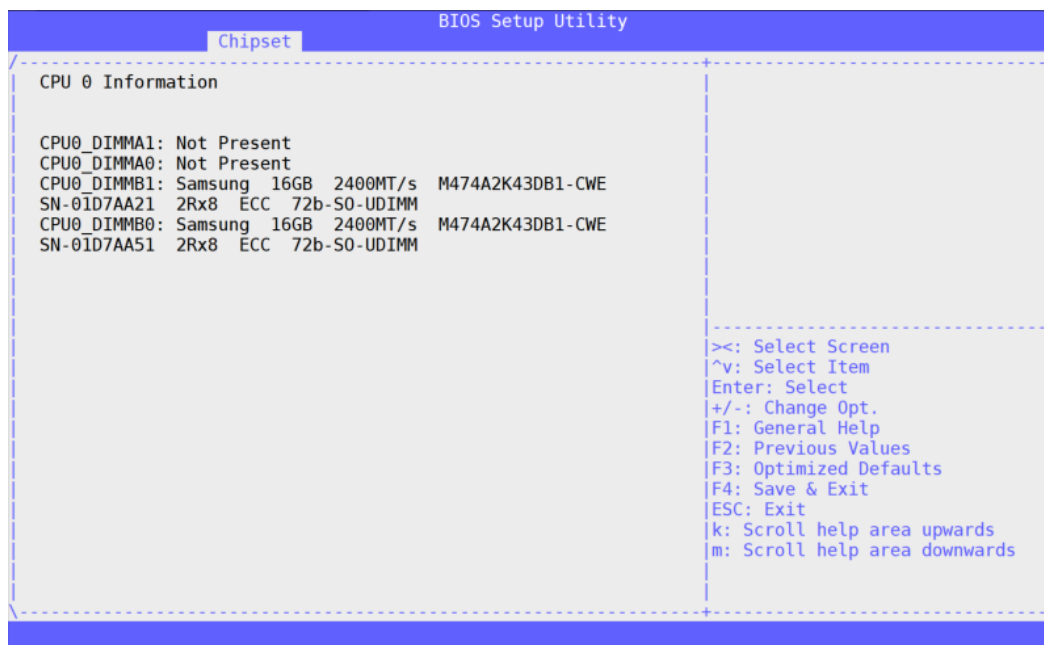 BIOS Setup Utility
Chipset
CPU 0 Information
CPU0_DIMMA1: Not Present
CPU0_DIMMA0: Not Present
CPU0_DIMMB1: Samsung 16GB 2400MT/s M474A2K43DB1-CWE
SN-01D7AA21 2Rx8 ECC 72b-SO-UDIMM
CPU0_DIMMB0: Samsung 16GB 2400MT/s M474A2K43DB1-CWE
SN-01D7AA51 2Rx8 ECC 72b-SO-UDIMM
><: Select Screen
^v: Select Item
Enter: Select
+/-: Change Opt.
F1: General Help
F2: Previous Values
F3: Optimized Defaults
F4: Save & Exit
ESC: Exit
k: Scroll help area upwards
m: Scroll help area downwards